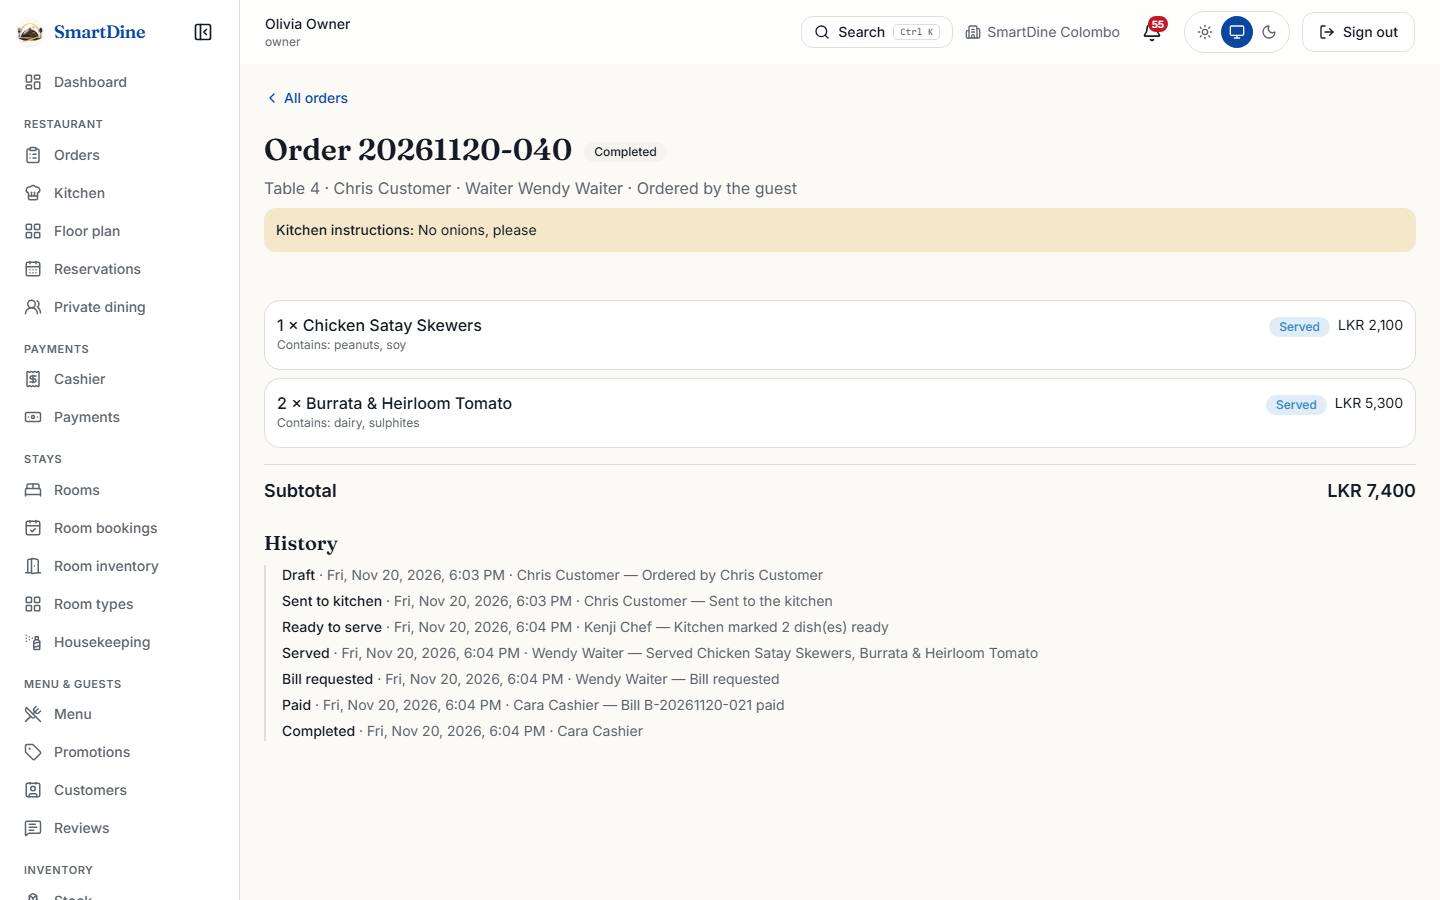 SmartDine
Dashboard
RESTAURANT
Orders
Kitchen
Floor plan
Reservations
Private dining
PAYMENTS
Cashier
Payments
STAYS
Rooms
Room bookings
Room inventory
Room types
Housekeeping
MENU & GUESTS
Menu
Promotions
Customers
Reviews
INVENTORY
Stock
Olivia Owner
owner
Search Ctrl K
SmartDine Colombo
55
Sign out
All orders
Order 20261120-040 Completed
Table 4 · Chris Customer · Waiter Wendy Waiter · Ordered by the guest
Kitchen instructions: No onions, please
1 × Chicken Satay Skewers Served LKR 2,100
Contains: peanuts, soy
2 × Burrata & Heirloom Tomato Served LKR 5,300
Contains: dairy, sulphites
Subtotal LKR 7,400
History
Draft · Fri, Nov 20, 2026, 6:03 PM · Chris Customer — Ordered by Chris Customer
Sent to kitchen · Fri, Nov 20, 2026, 6:03 PM · Chris Customer — Sent to the kitchen
Ready to serve · Fri, Nov 20, 2026, 6:04 PM · Kenji Chef — Kitchen marked 2 dish(es) ready
Served · Fri, Nov 20, 2026, 6:04 PM · Wendy Waiter — Served Chicken Satay Skewers, Burrata & Heirloom Tomato
Bill requested · Fri, Nov 20, 2026, 6:04 PM · Wendy Waiter — Bill requested
Paid · Fri, Nov 20, 2026, 6:04 PM · Cara Cashier — Bill B-20261120-021 paid
Completed · Fri, Nov 20, 2026, 6:04 PM · Cara Cashier